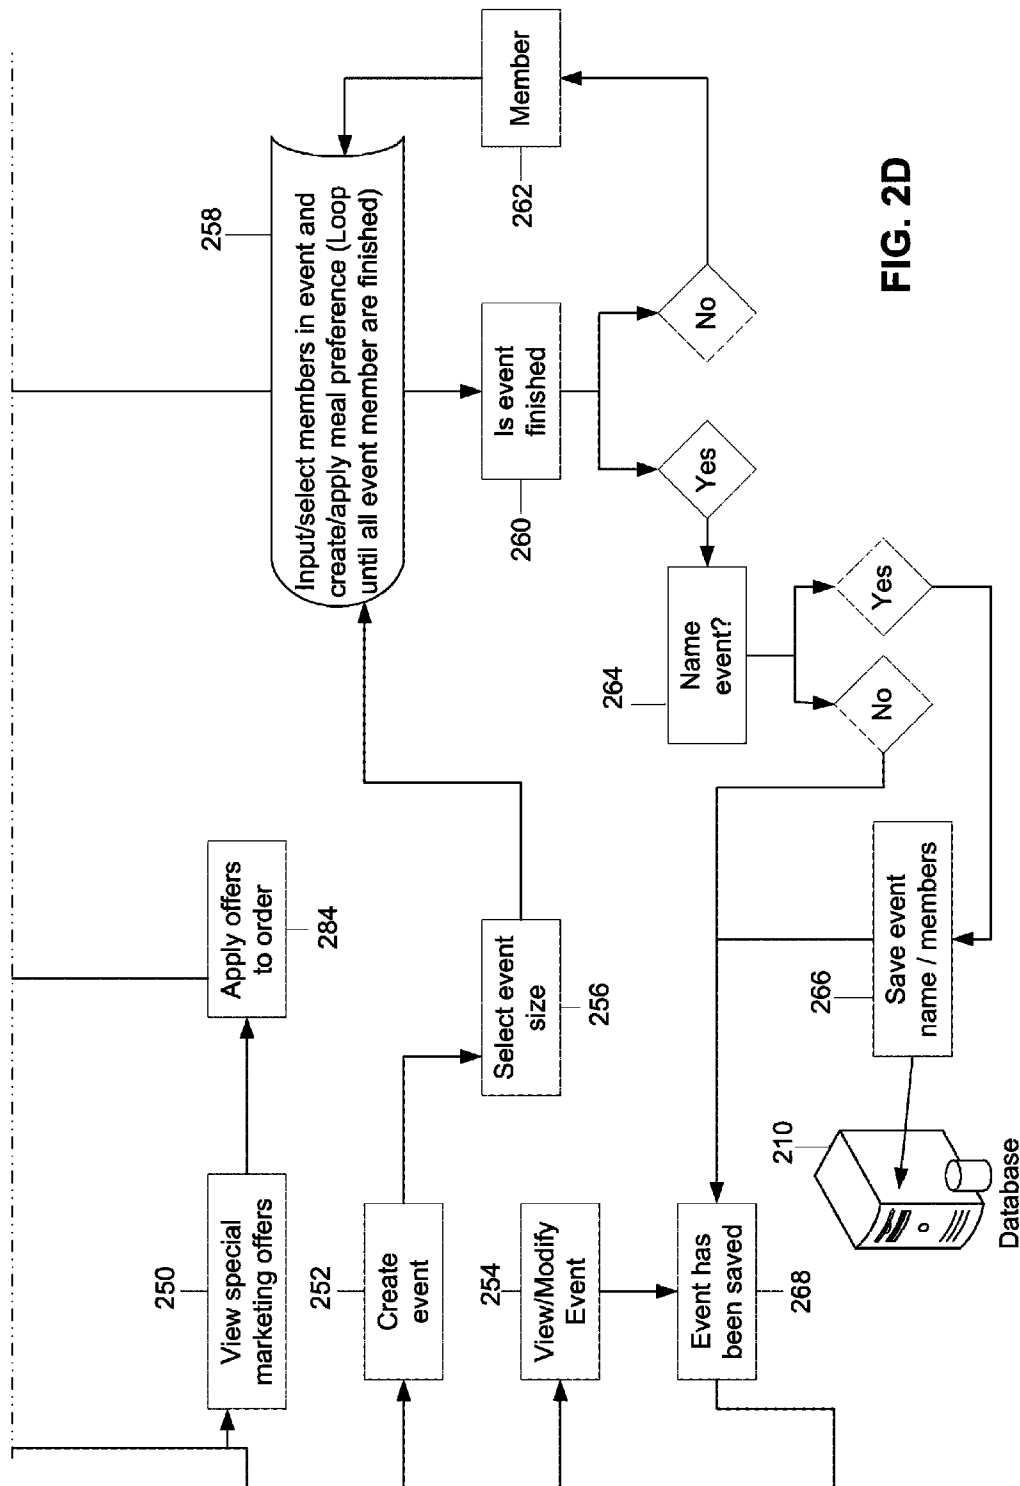 View special
marketing offers
250
Apply offers
to order
284
Create
event
252
Select event
size
256
View/Modify
Event
254
Input/select members in event and
create/apply meal preference (Loop
until all event member are finished)
258
Is event
finished
260
Member
262
No
Yes
Name
event?
264
No
Yes
Save event
name / members
266
Event has
been saved
268
210
Database
FIG. 2D